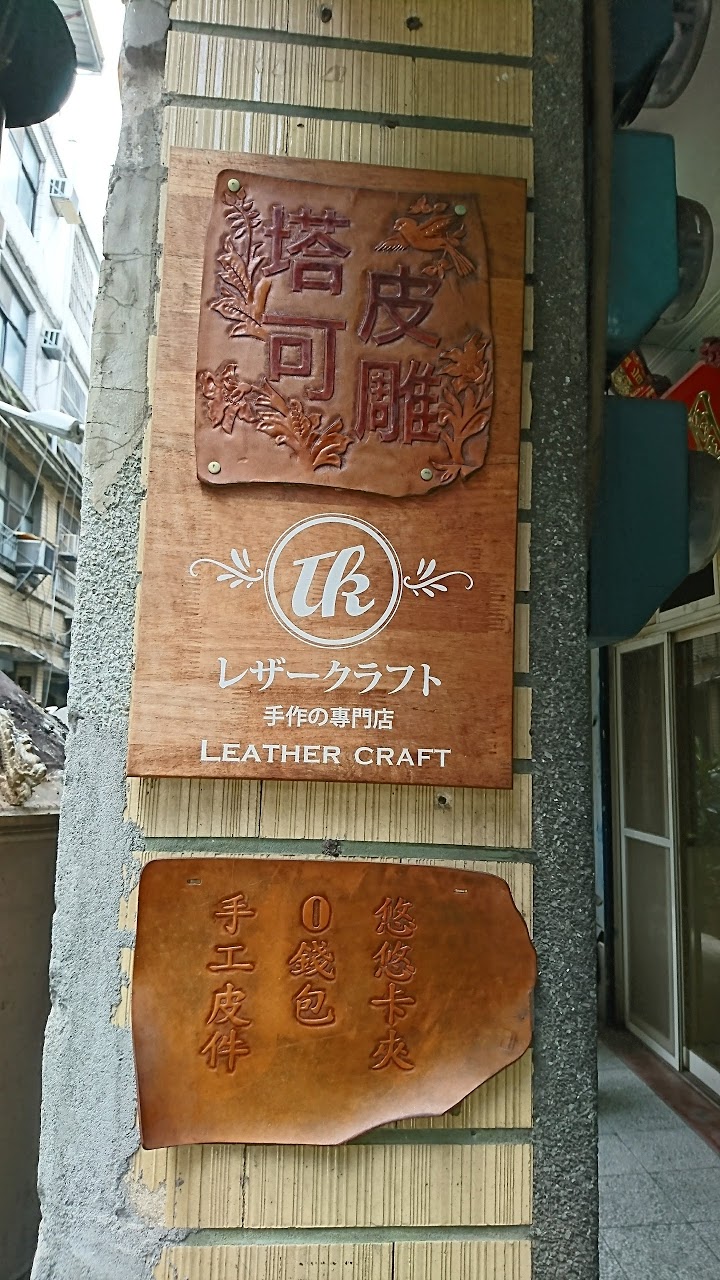 塔可
皮雕
Tk
レザークラフト
手作の專門店
LEATHER CRAFT
悠悠卡夾
0錢包
手工皮件